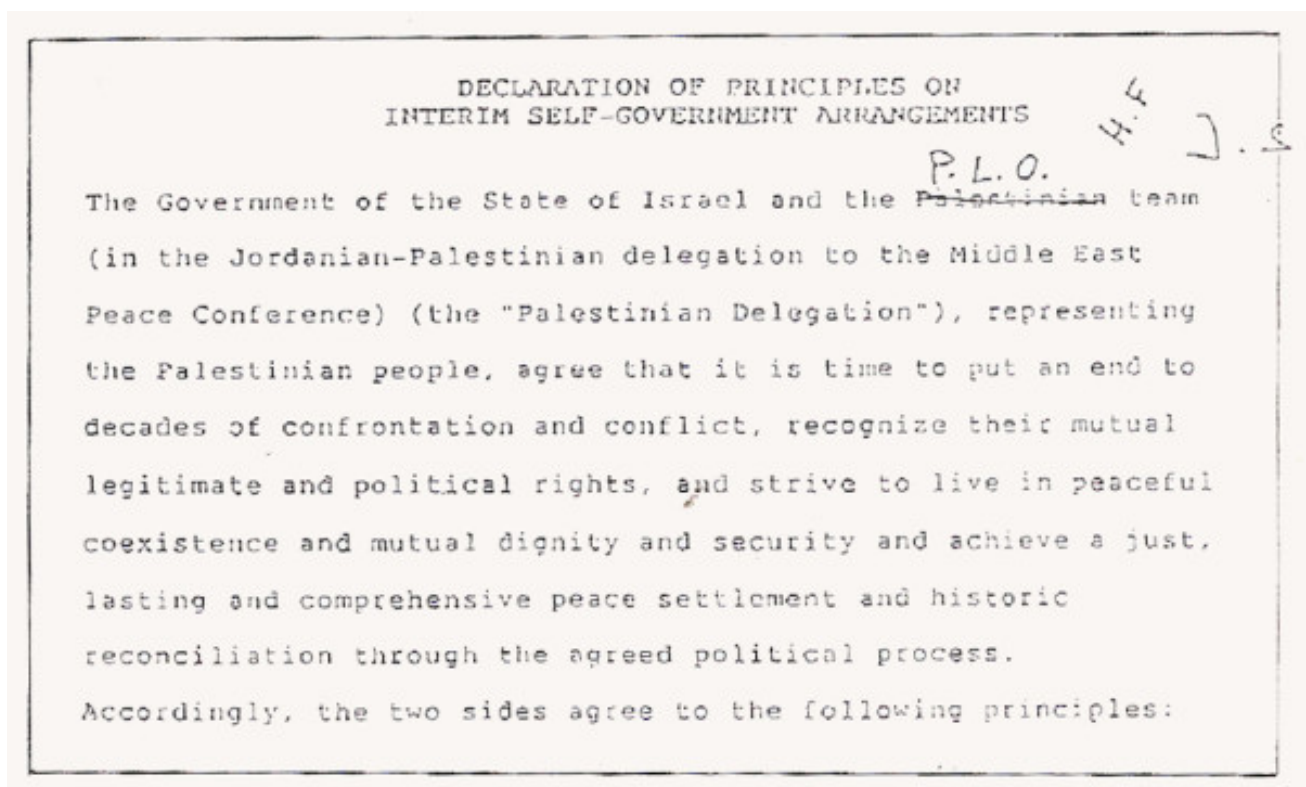 DECLARATION OF PRINCIPLES ON
INTERIM SELF-GOVERNMENT ARRANGEMENTS
H.F
J.S
P.L.O.
The Government of the State of Israel and the Palestinian team
(in the Jordanian-Palestinian delegation to the Middle East
Peace Conference) (the "Palestinian Delegation"), representing
the Palestinian people, agree that it is time to put an end to
decades of confrontation and conflict, recognize their mutual
legitimate and political rights, and strive to live in peaceful
coexistence and mutual dignity and security and achieve a just,
lasting and comprehensive peace settlement and historic
reconciliation through the agreed political process.
Accordingly, the two sides agree to the following principles: